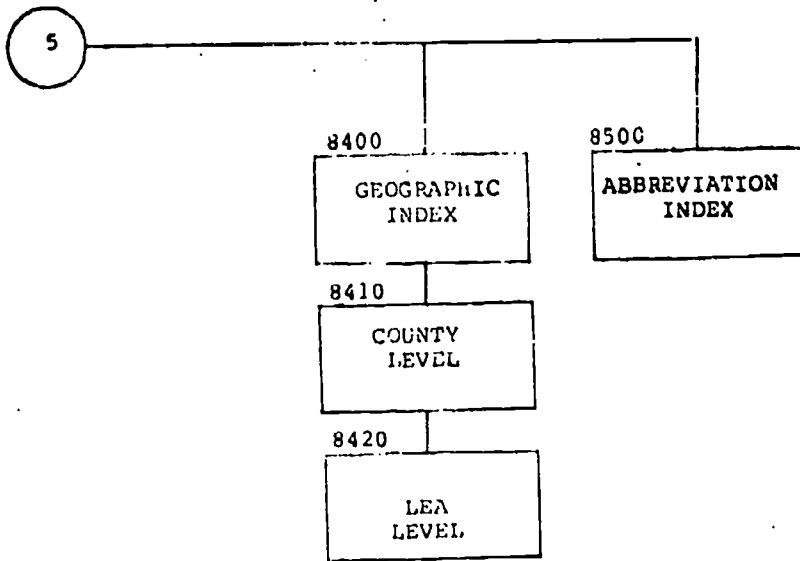 5
8400
8500
GEOGRAPHIC
INDEX
ABBREVIATION
INDEX
8410
COUNTY
LEVEL
8420
LEA
LEVEL